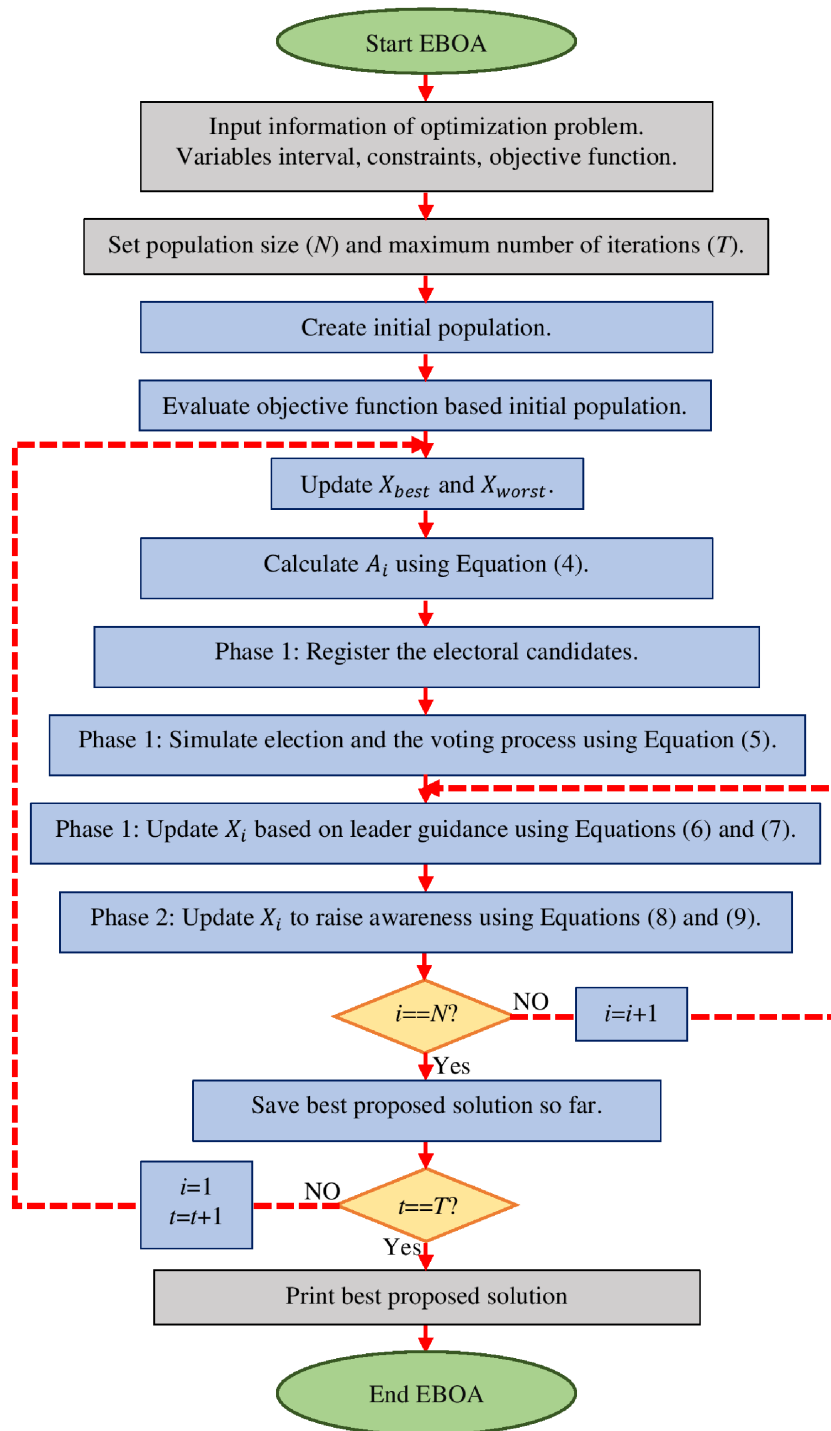 Start EBOA
Input information of optimization problem.
Variables interval, constraints, objective function.
Set population size (N) and maximum number of iterations (T).
Create initial population.
Evaluate objective function based initial population.
Update X_best and X_worst.
Calculate A_i using Equation (4).
Phase 1: Register the electoral candidates.
Phase 1: Simulate election and the voting process using Equation (5).
Phase 1: Update X_i based on leader guidance using Equations (6) and (7).
Phase 2: Update X_i to raise awareness using Equations (8) and (9).
i==N?
NO
i=i+1
Yes
Save best proposed solution so far.
i=1
t=t+1
NO
t==T?
Yes
Print best proposed solution
End EBOA